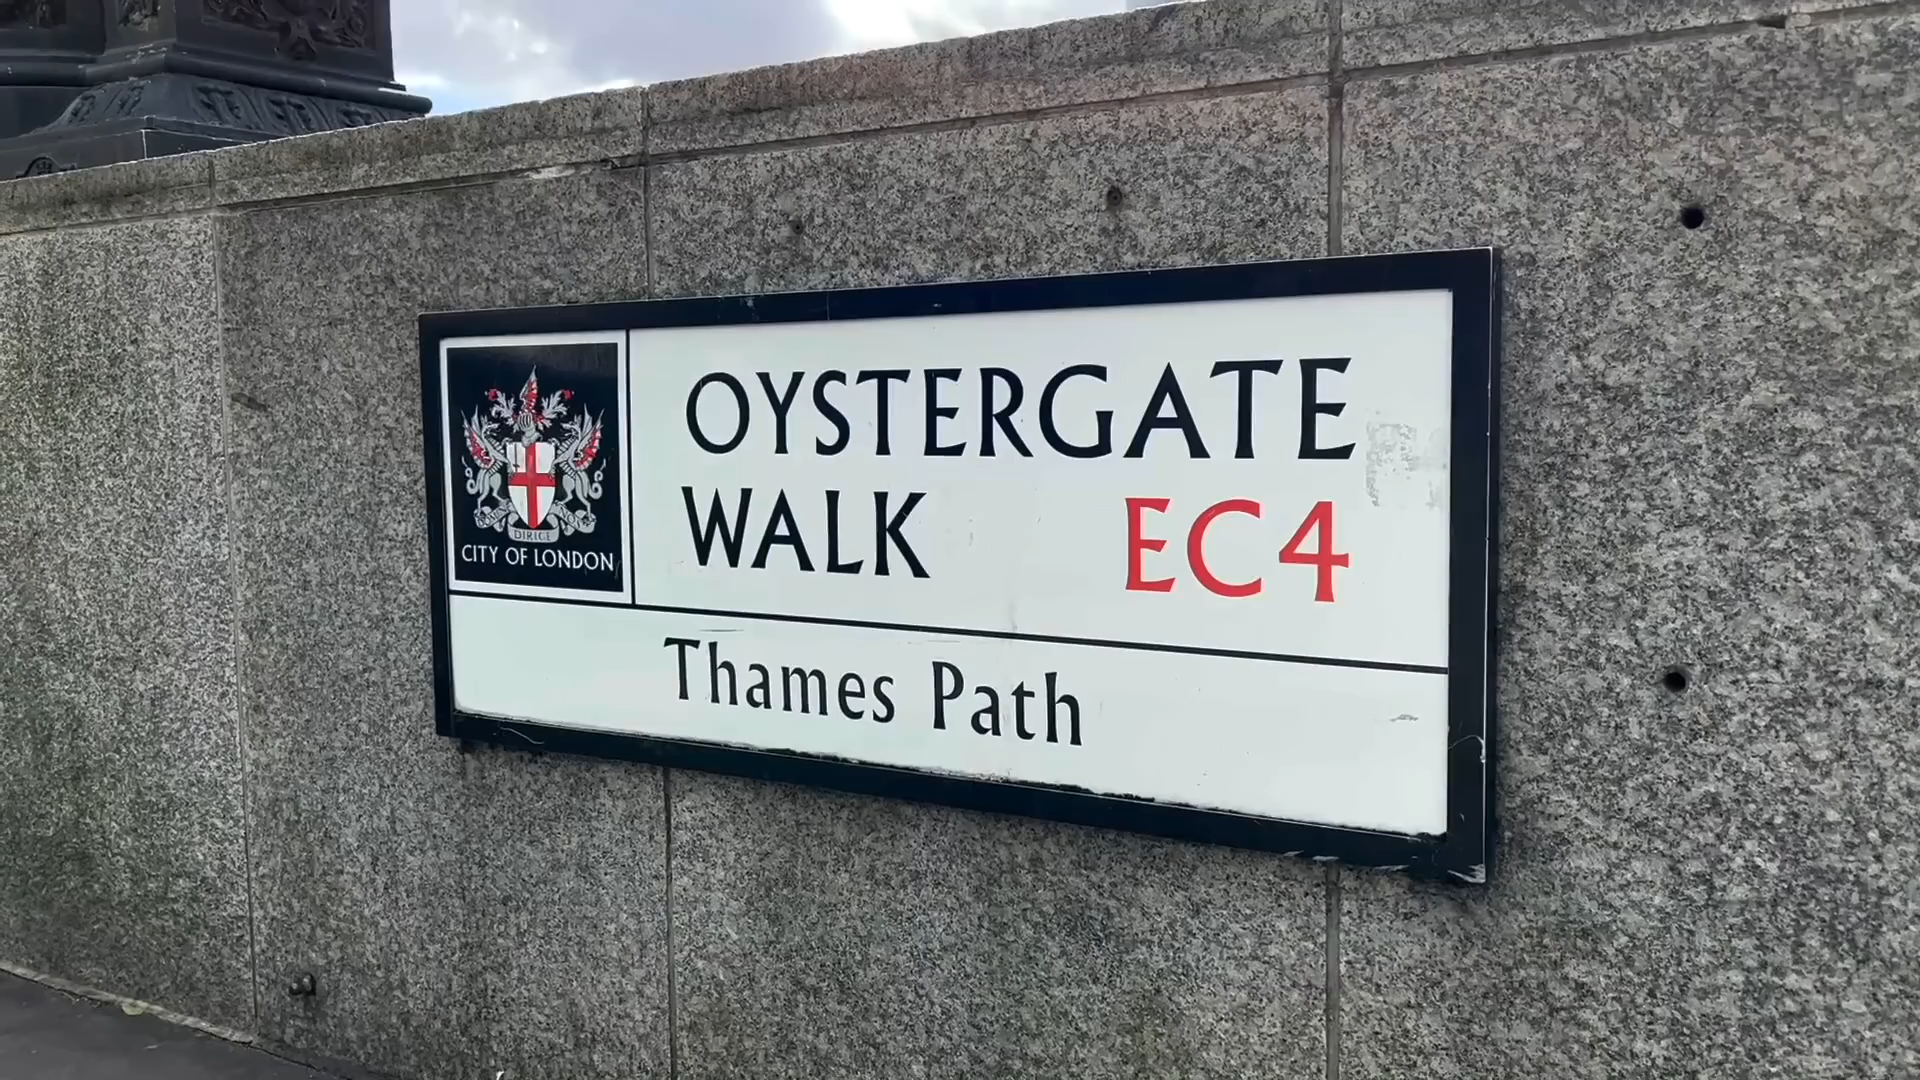 OYSTERGATE
WALK EC4
DIRIGE
CITY OF LONDON
Thames Path